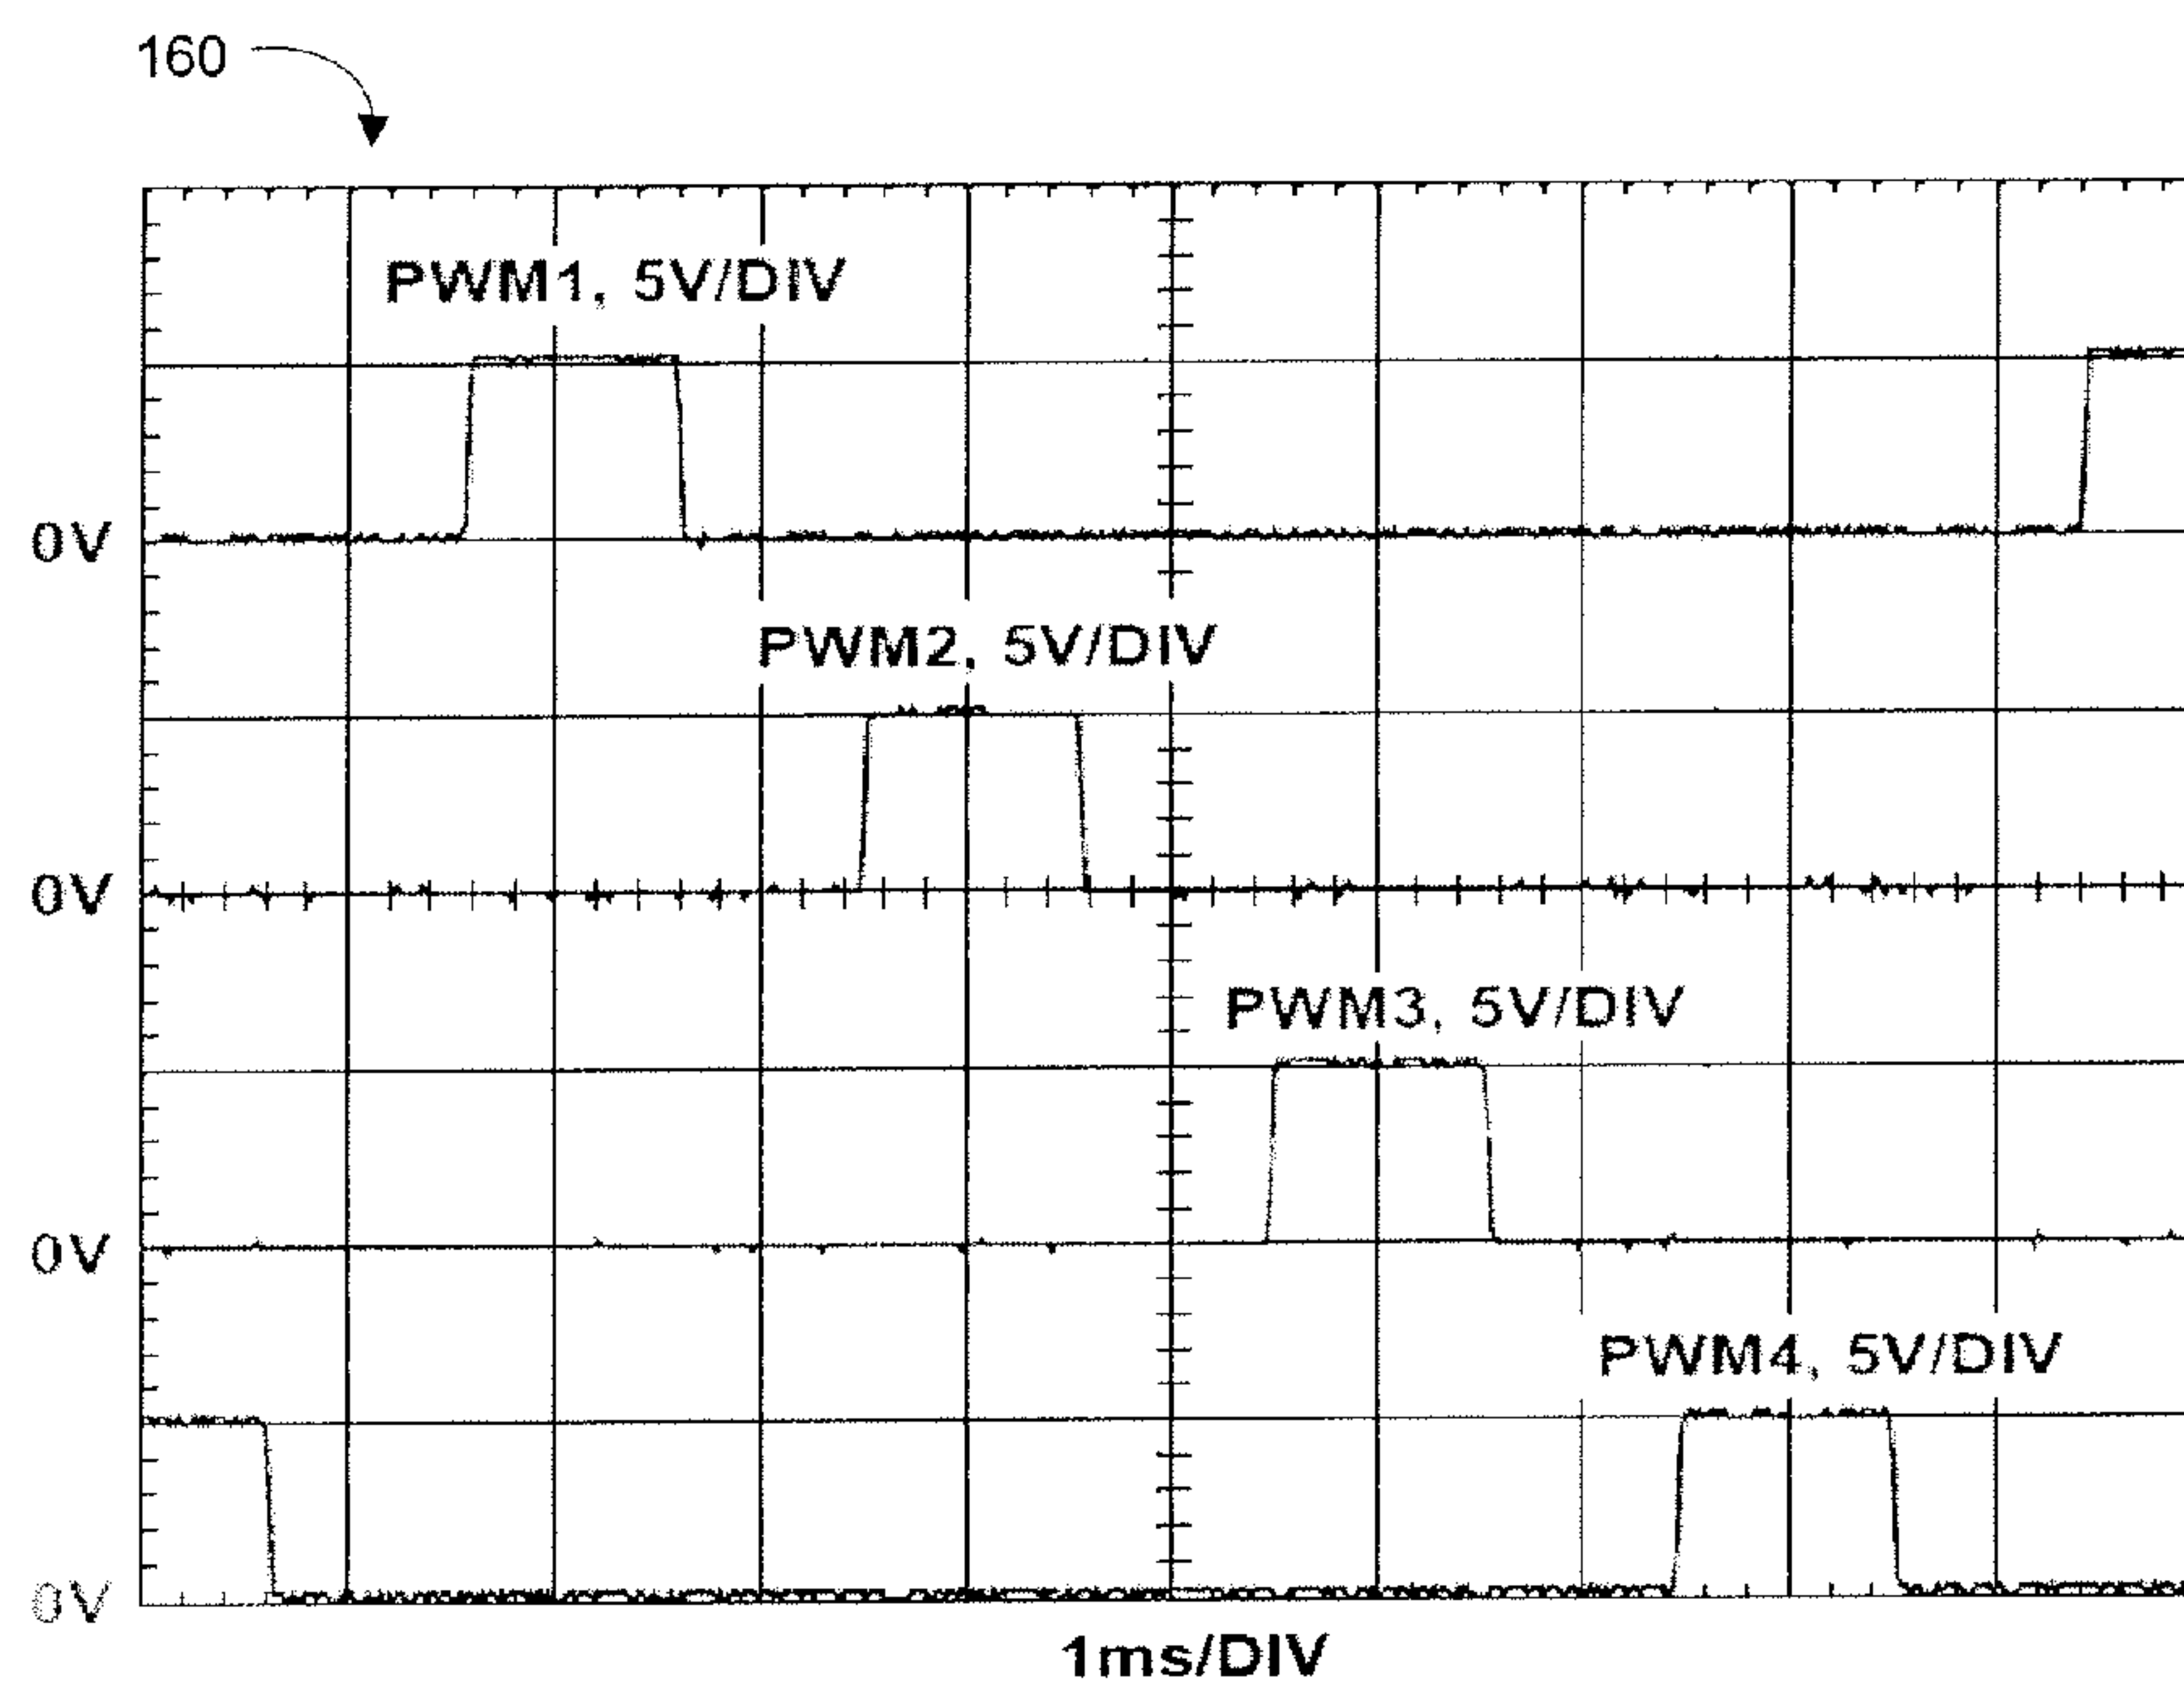 160
PWM1, 5V/DIV
0V
PWM2, 5V/DIV
0V
PWM3, 5V/DIV
0V
PWM4, 5V/DIV
0V
1ms/DIV